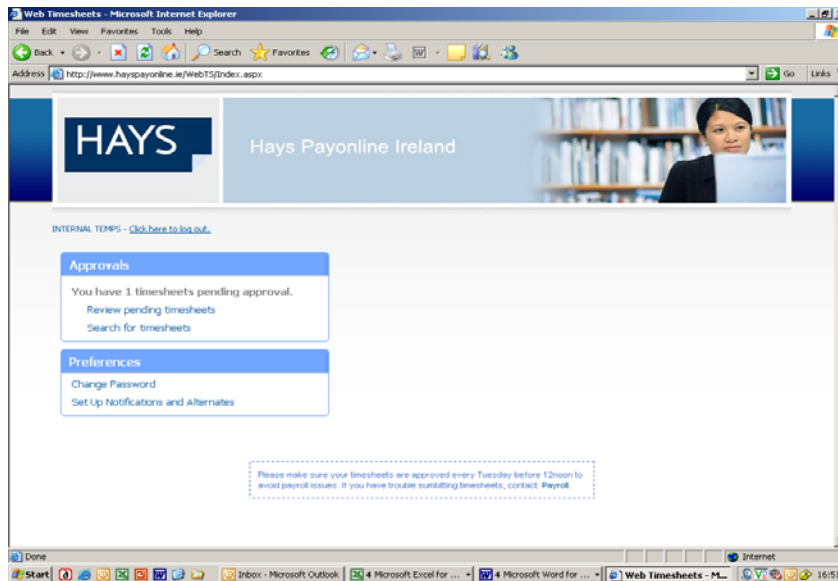 Web Timesheets - Microsoft Internet Explorer
File Edit View Favorites Tools Help
Back Search Favorites
Address http://www.hayspayonline.ie/WebTS/Index.aspx Go Links
HAYS
Hays Payonline Ireland
INTERNAL TEMPS - Click here to log out.
Approvals
You have 1 timesheets pending approval.
Review pending timesheets
Search for timesheets
Preferences
Change Password
Set Up Notifications and Alternates
Please make sure your timesheets are approved every Tuesday before 12noon to
avoid payroll issues. If you have trouble sumbitting timesheets, contact: Payroll.
Done Internet
Start Inbox - Microsoft Outlook 4 Microsoft Excel for ... 4 Microsoft Word for ... Web Timesheets - M...